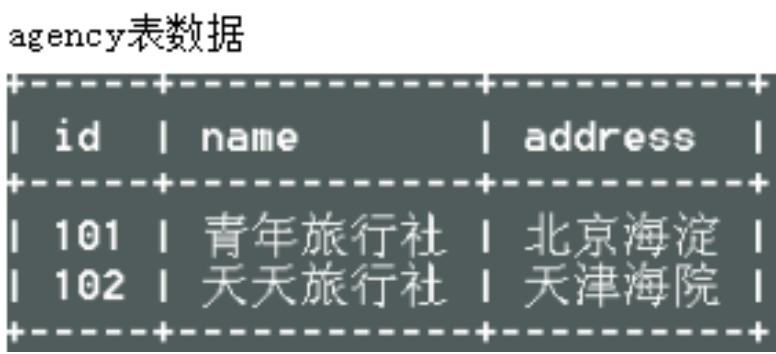 agency表数据
+------+-------------+-----------+
| id | name | address |
+------+-------------+-----------+
| 101 | 青年旅行社 | 北京海淀 |
| 102 | 天天旅行社 | 天津海院 |
+------+-------------+-----------+